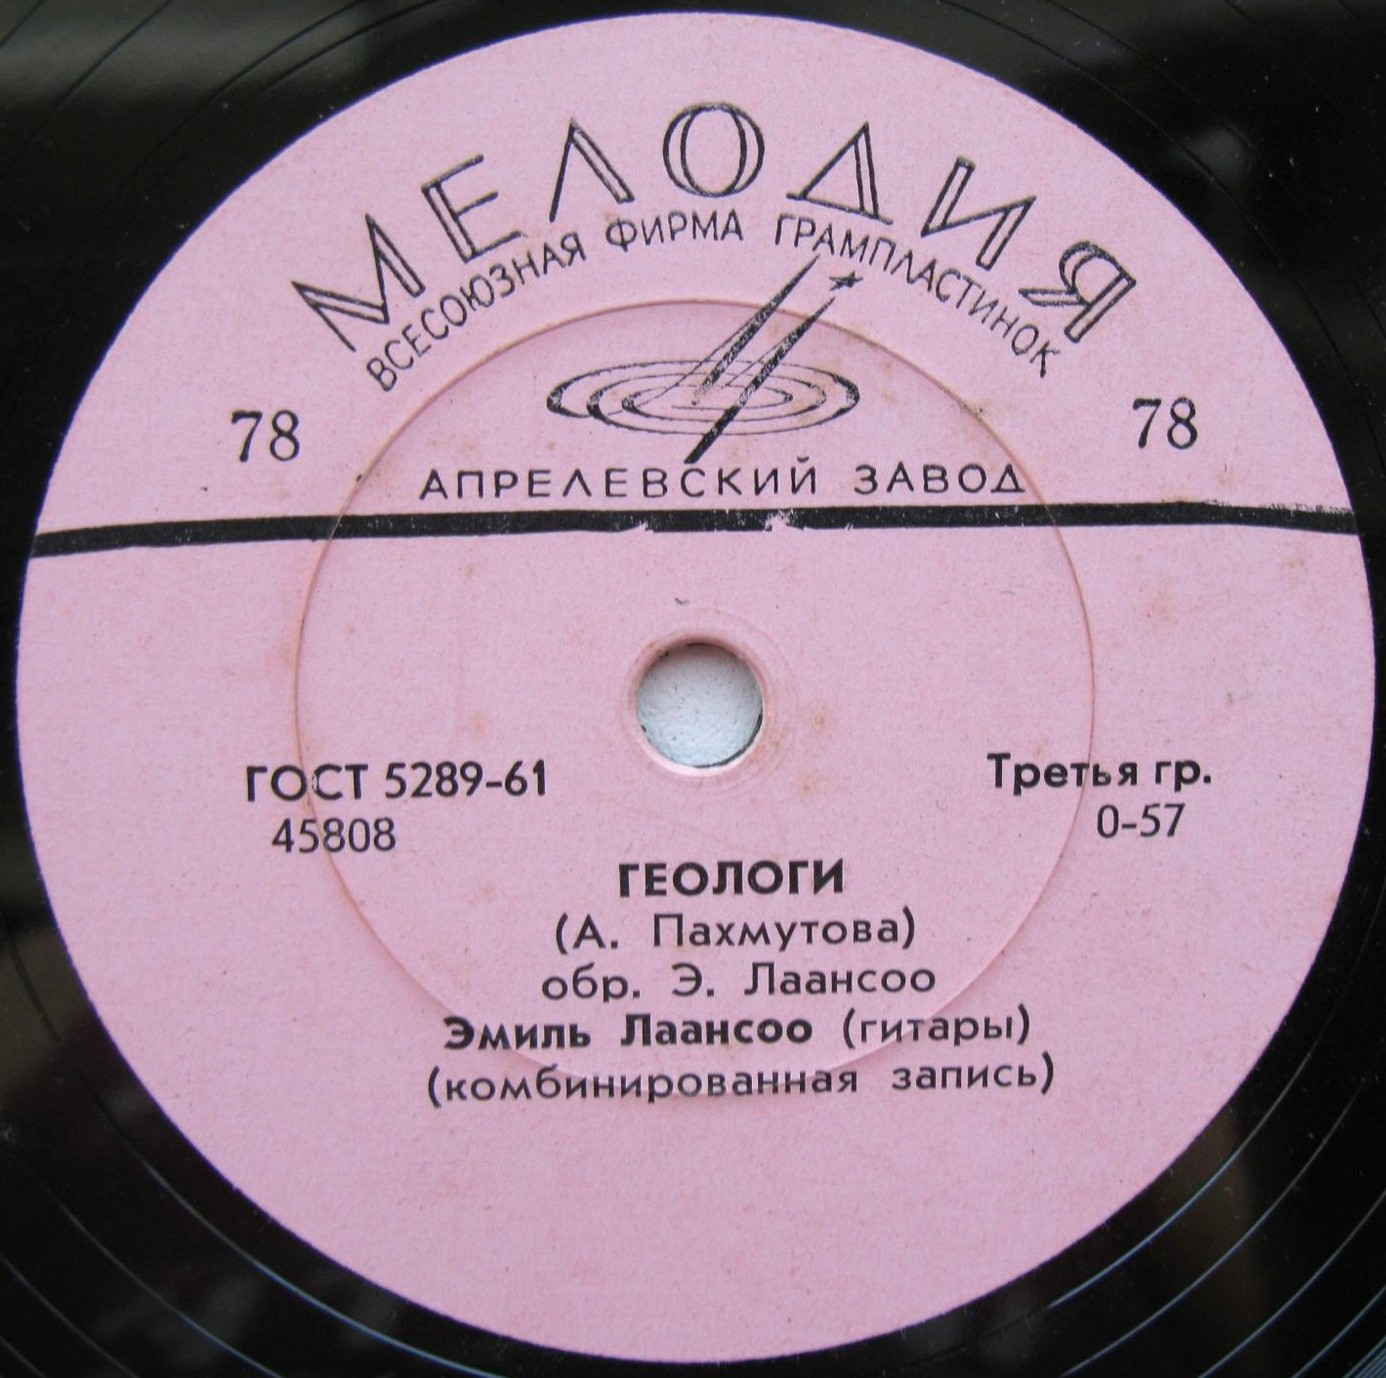 МЕЛОДИЯ
ВСЕСОЮЗНАЯ ФИРМА ГРАМПЛАСТИНОК
78 78
АПРЕЛЕВСКИЙ ЗАВОД
ГОСТ 5289-61 Третья гр.
45808 0-57
ГЕОЛОГИ
(А. Пахмутова)
обр. Э. Лаансоо
Эмиль Лаансоо (гитары)
(комбинированная запись)